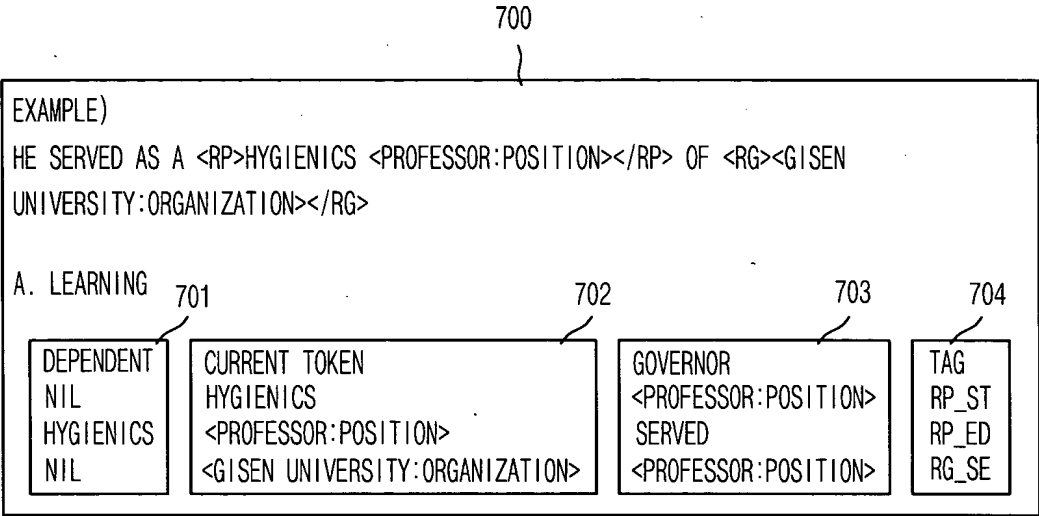 700
EXAMPLE)
HE SERVED AS A <RP>HYGIENICS <PROFESSOR:POSITION></RP> OF <RG><GISEN
UNIVERSITY:ORGANIZATION></RG>
A. LEARNING
701 702 703 704
DEPENDENT CURRENT TOKEN GOVERNOR TAG
NIL HYGIENICS <PROFESSOR:POSITION> RP_ST
HYGIENICS <PROFESSOR:POSITION> SERVED RP_ED
NIL <GISEN UNIVERSITY:ORGANIZATION> <PROFESSOR:POSITION> RG_SE